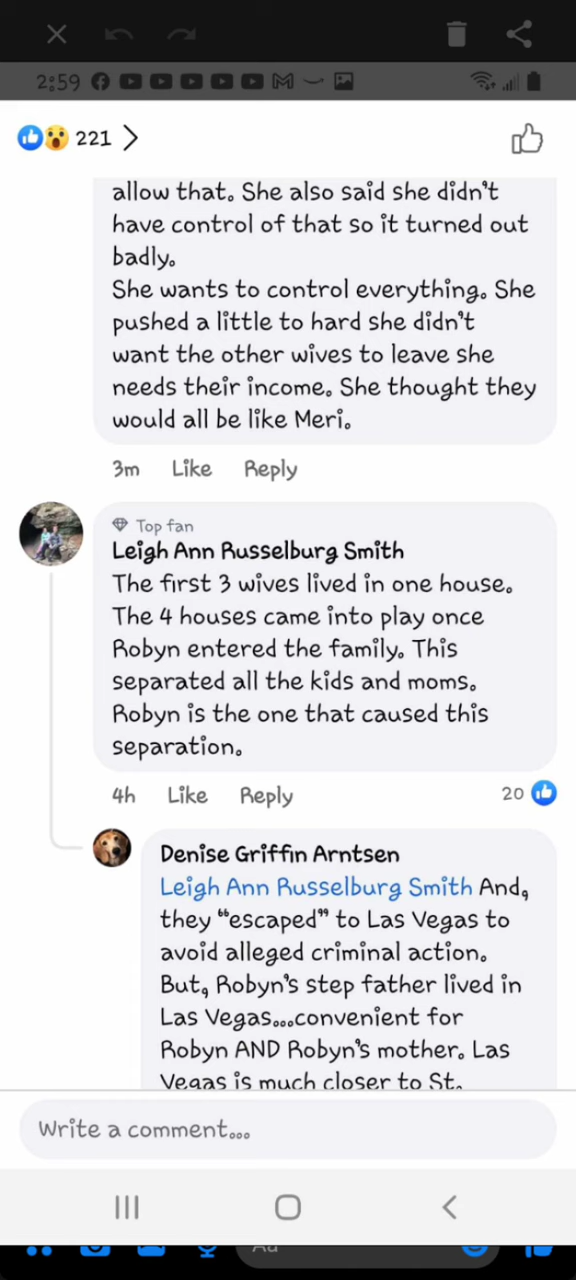 2:59
221
allow that. She also said she didn't
have control of that so it turned out
badly.
She wants to control everything. She
pushed a little to hard she didn't
want the other wives to leave she
needs their income. She thought they
would all be like Meri.
3m Like Reply
Top fan
Leigh Ann Russelburg Smith
The first 3 wives lived in one house.
The 4 houses came into play once
Robyn entered the family. This
separated all the kids and moms.
Robyn is the one that caused this
separation.
4h Like Reply 20
Denise Griffin Arntsen
Leigh Ann Russelburg Smith And,
they “escaped” to Las Vegas to
avoid alleged criminal action.
But, Robyn's step father lived in
Las Vegas...convenient for
Robyn AND Robyn's mother. Las
Vegas is much closer to St.
Write a comment...
Aa